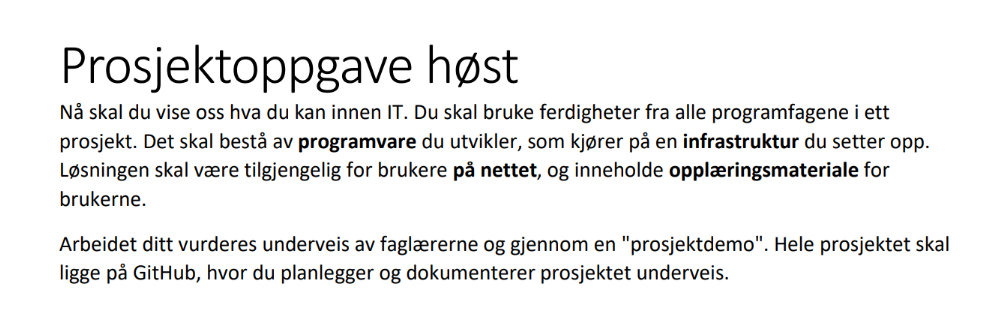 Prosjektoppgave høst
Nå skal du vise oss hva du kan innen IT. Du skal bruke ferdigheter fra alle programfagene i ett
prosjekt. Det skal bestå av programvare du utvikler, som kjører på en infrastruktur du setter opp.
Løsningen skal være tilgjengelig for brukere på nettet, og inneholde opplæringsmateriale for
brukerne.
Arbeidet ditt vurderes underveis av faglærerne og gjennom en "prosjektdemo". Hele prosjektet skal
ligge på GitHub, hvor du planlegger og dokumenterer prosjektet underveis.